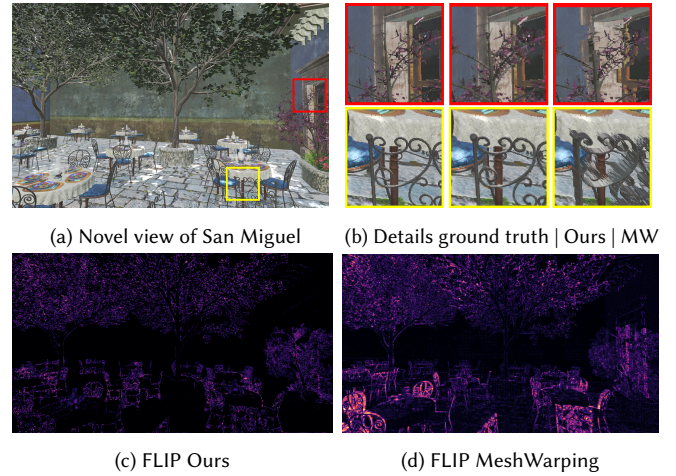 (a) Novel view of San Miguel
(b) Details ground truth | Ours | MW
(c) FLIP Ours
(d) FLIP MeshWarping